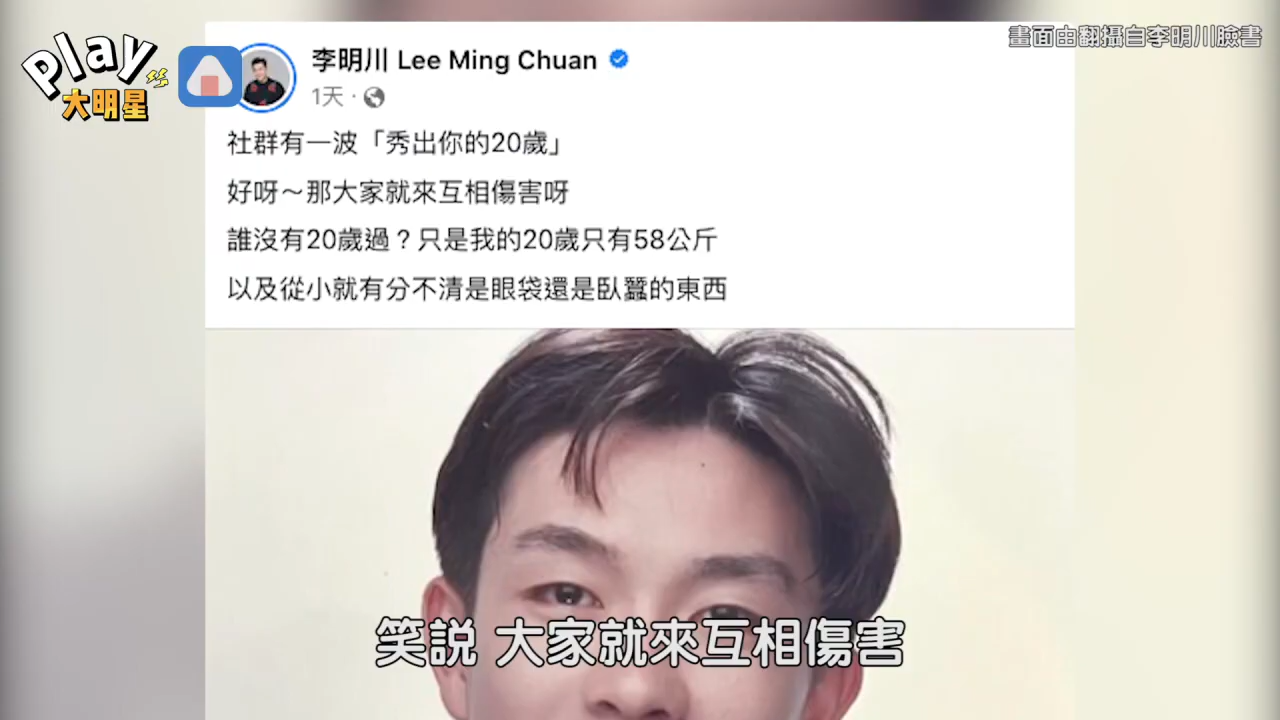 Play
大明星
畫面由翻攝自李明川臉書
李明川 Lee Ming Chuan
1天 ·
社群有一波「秀出你的20歲」
好呀～那大家就來互相傷害呀
誰沒有20歲過？只是我的20歲只有58公斤
以及從小就有分不清是眼袋還是臥蠶的東西
笑説 大家就來互相傷害